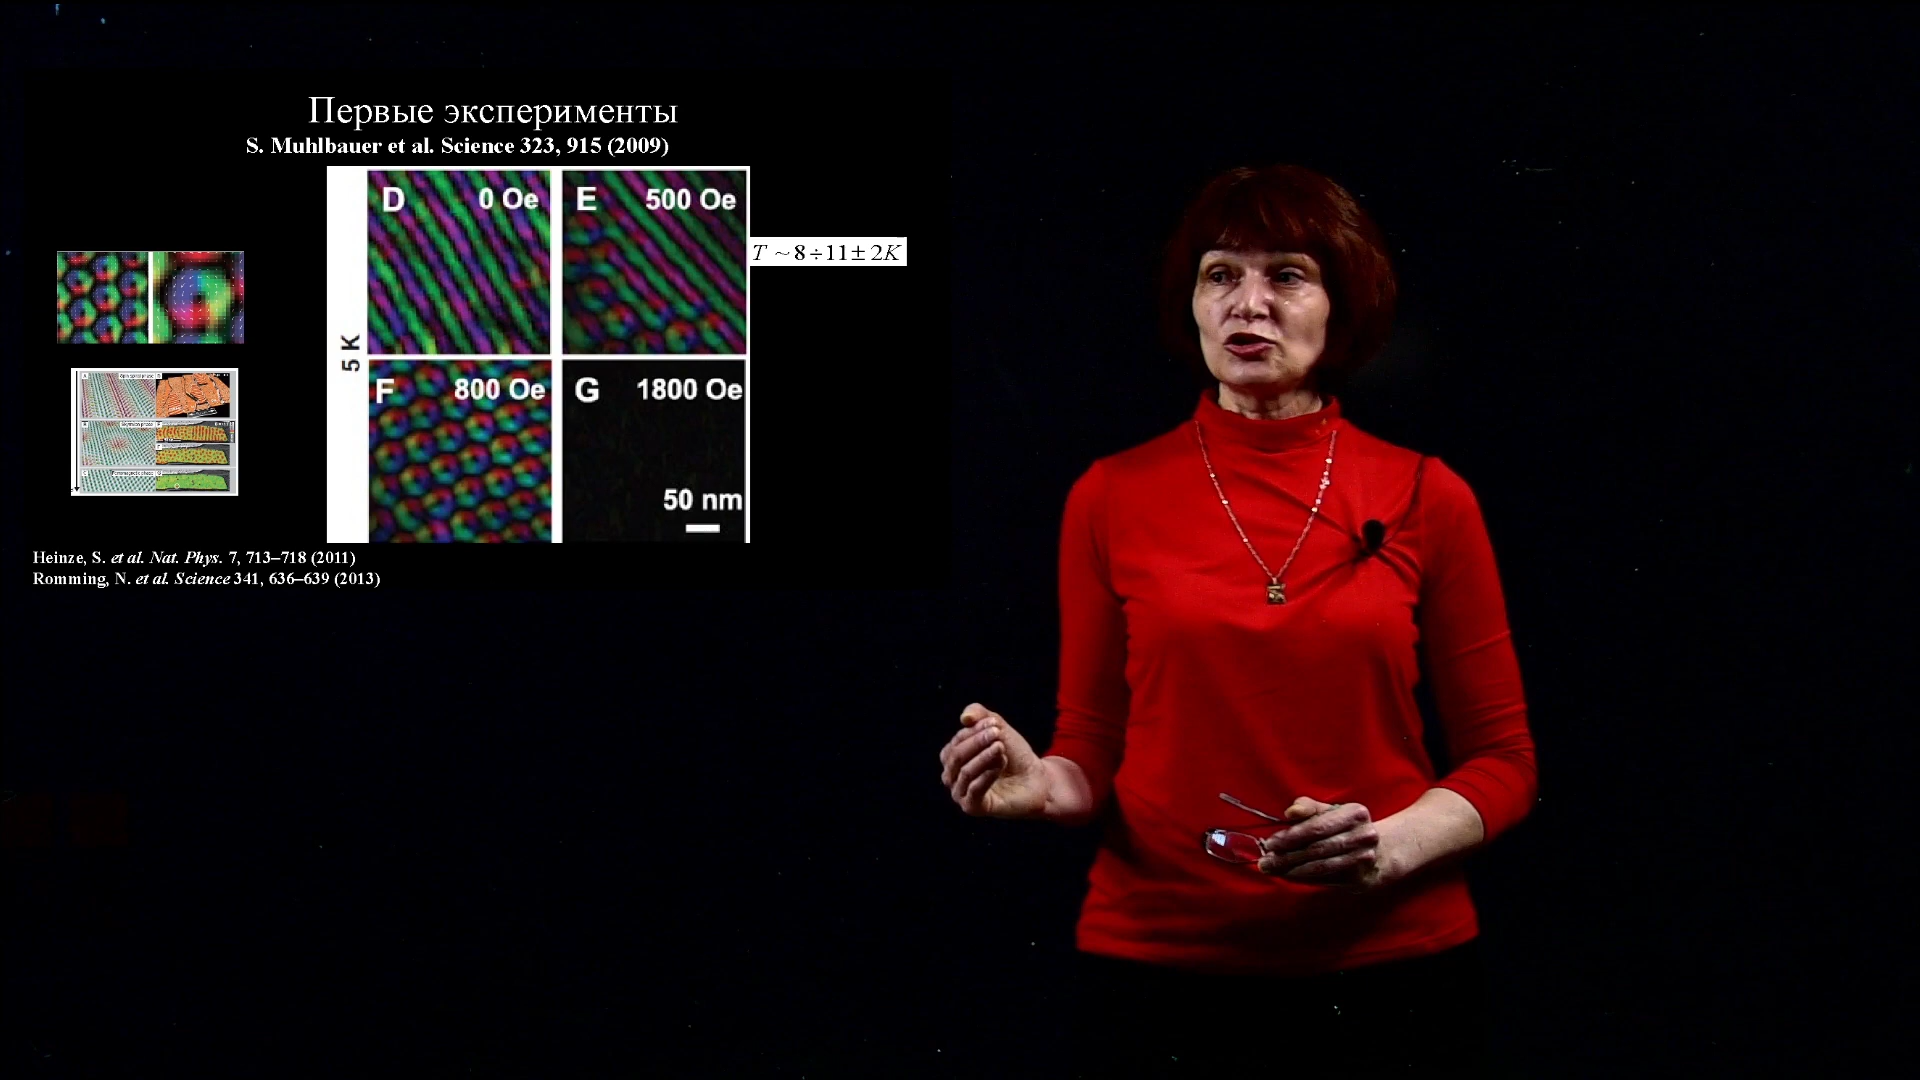 Первые эксперименты
S. Muhlbauer et al. Science 323, 915 (2009)
D 0 Oe
E 500 Oe
T ~ 8÷11± 2K
5 K
F 800 Oe
G 1800 Oe
50 nm
Heinze, S. et al. Nat. Phys. 7, 713–718 (2011)
Romming, N. et al. Science 341, 636–639 (2013)